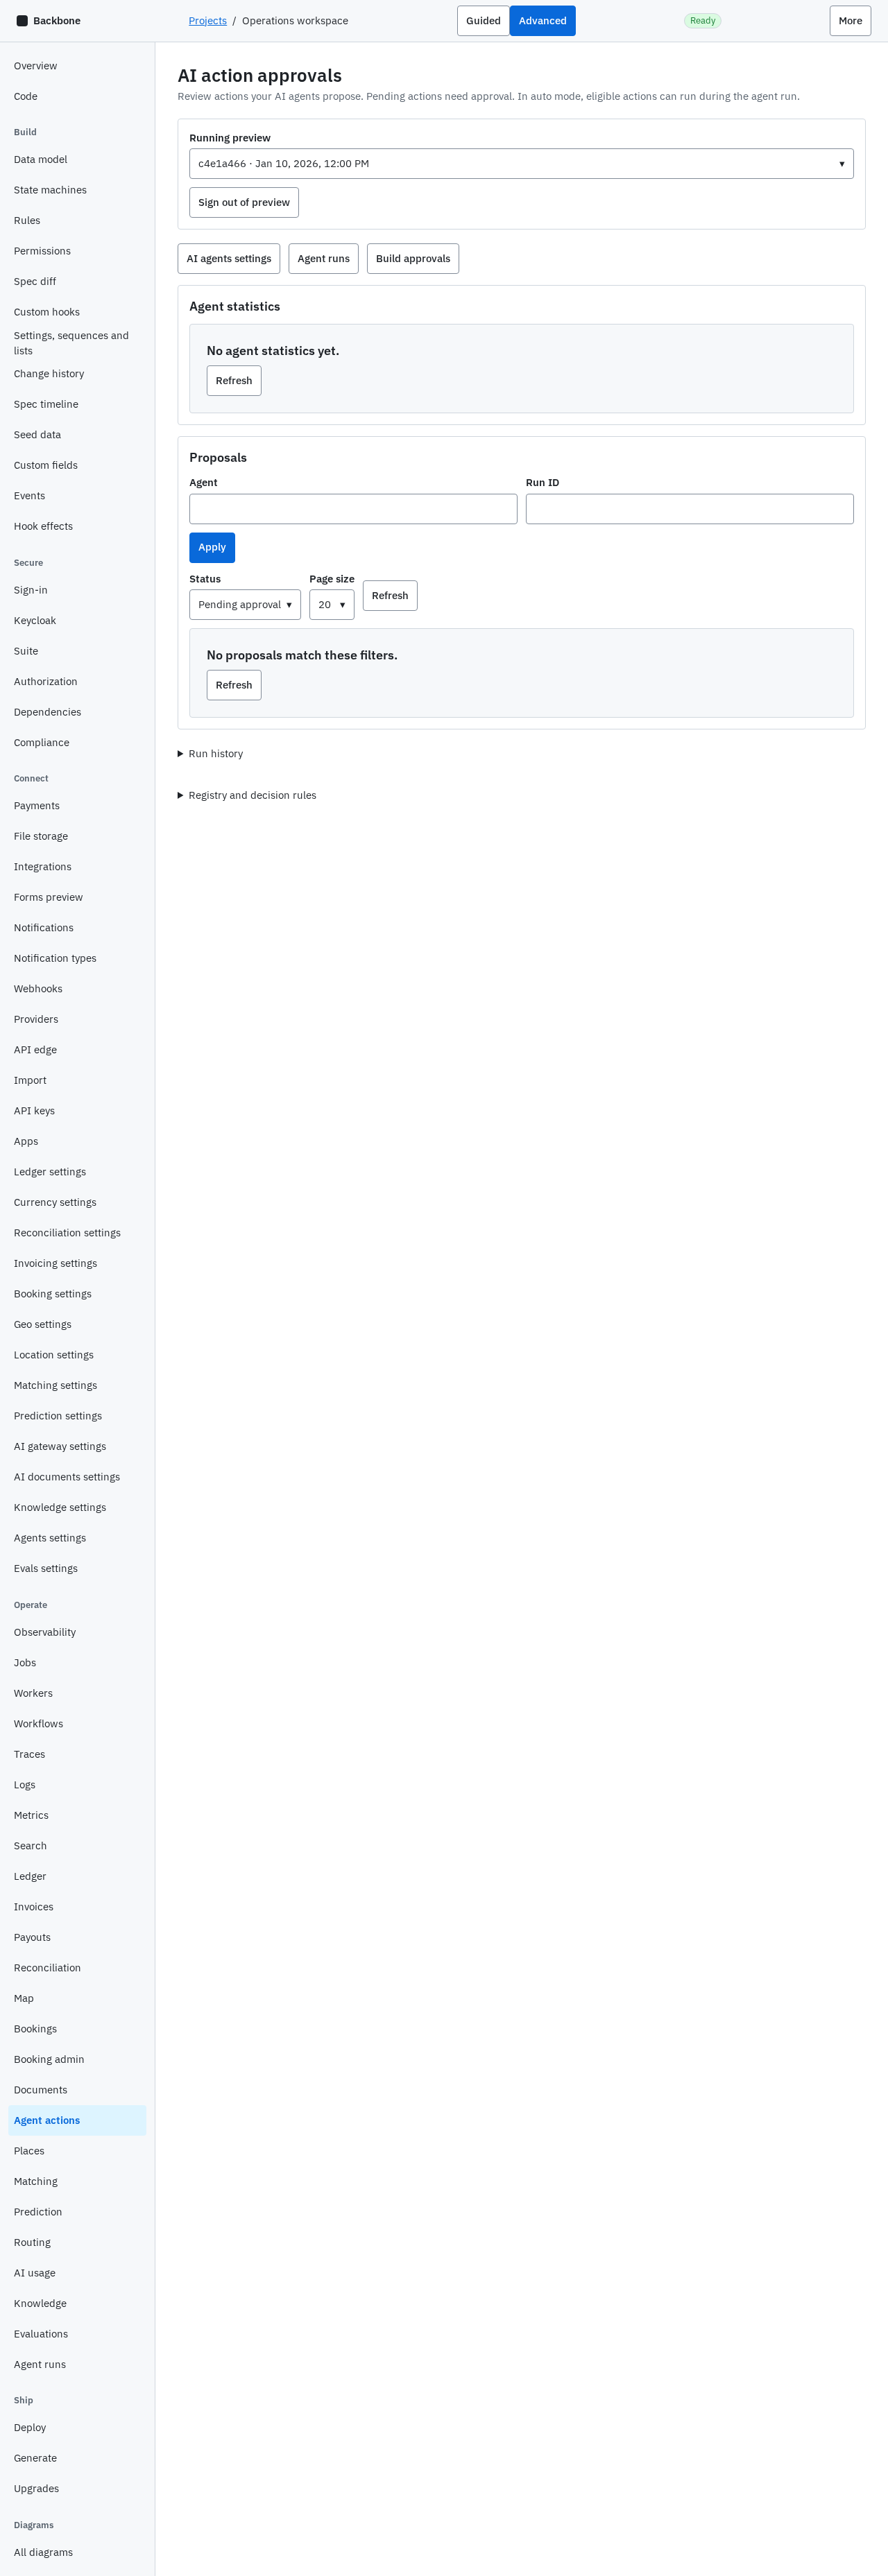 Backbone
Projects / Operations workspace
Guided
Advanced
Ready
More
Overview
Code
Build
Data model
State machines
Rules
Permissions
Spec diff
Custom hooks
Settings, sequences and
lists
Change history
Spec timeline
Seed data
Custom fields
Events
Hook effects
Secure
Sign-in
Keycloak
Suite
Authorization
Dependencies
Compliance
Connect
Payments
File storage
Integrations
Forms preview
Notifications
Notification types
Webhooks
Providers
API edge
Import
API keys
Apps
Ledger settings
Currency settings
Reconciliation settings
Invoicing settings
Booking settings
Geo settings
Location settings
Matching settings
Prediction settings
AI gateway settings
AI documents settings
Knowledge settings
Agents settings
Evals settings
Operate
Observability
Jobs
Workers
Workflows
Traces
Logs
Metrics
Search
Ledger
Invoices
Payouts
Reconciliation
Map
Bookings
Booking admin
Documents
Agent actions
Places
Matching
Prediction
Routing
AI usage
Knowledge
Evaluations
Agent runs
Ship
Deploy
Generate
Upgrades
Diagrams
All diagrams
AI action approvals
Review actions your AI agents propose. Pending actions need approval. In auto mode, eligible actions can run during the agent run.
Running preview
c4e1a466 · Jan 10, 2026, 12:00 PM
Sign out of preview
AI agents settings
Agent runs
Build approvals
Agent statistics
No agent statistics yet.
Refresh
Proposals
Agent
Run ID
Apply
Status
Page size
Pending approval
20
Refresh
No proposals match these filters.
Refresh
Run history
Registry and decision rules